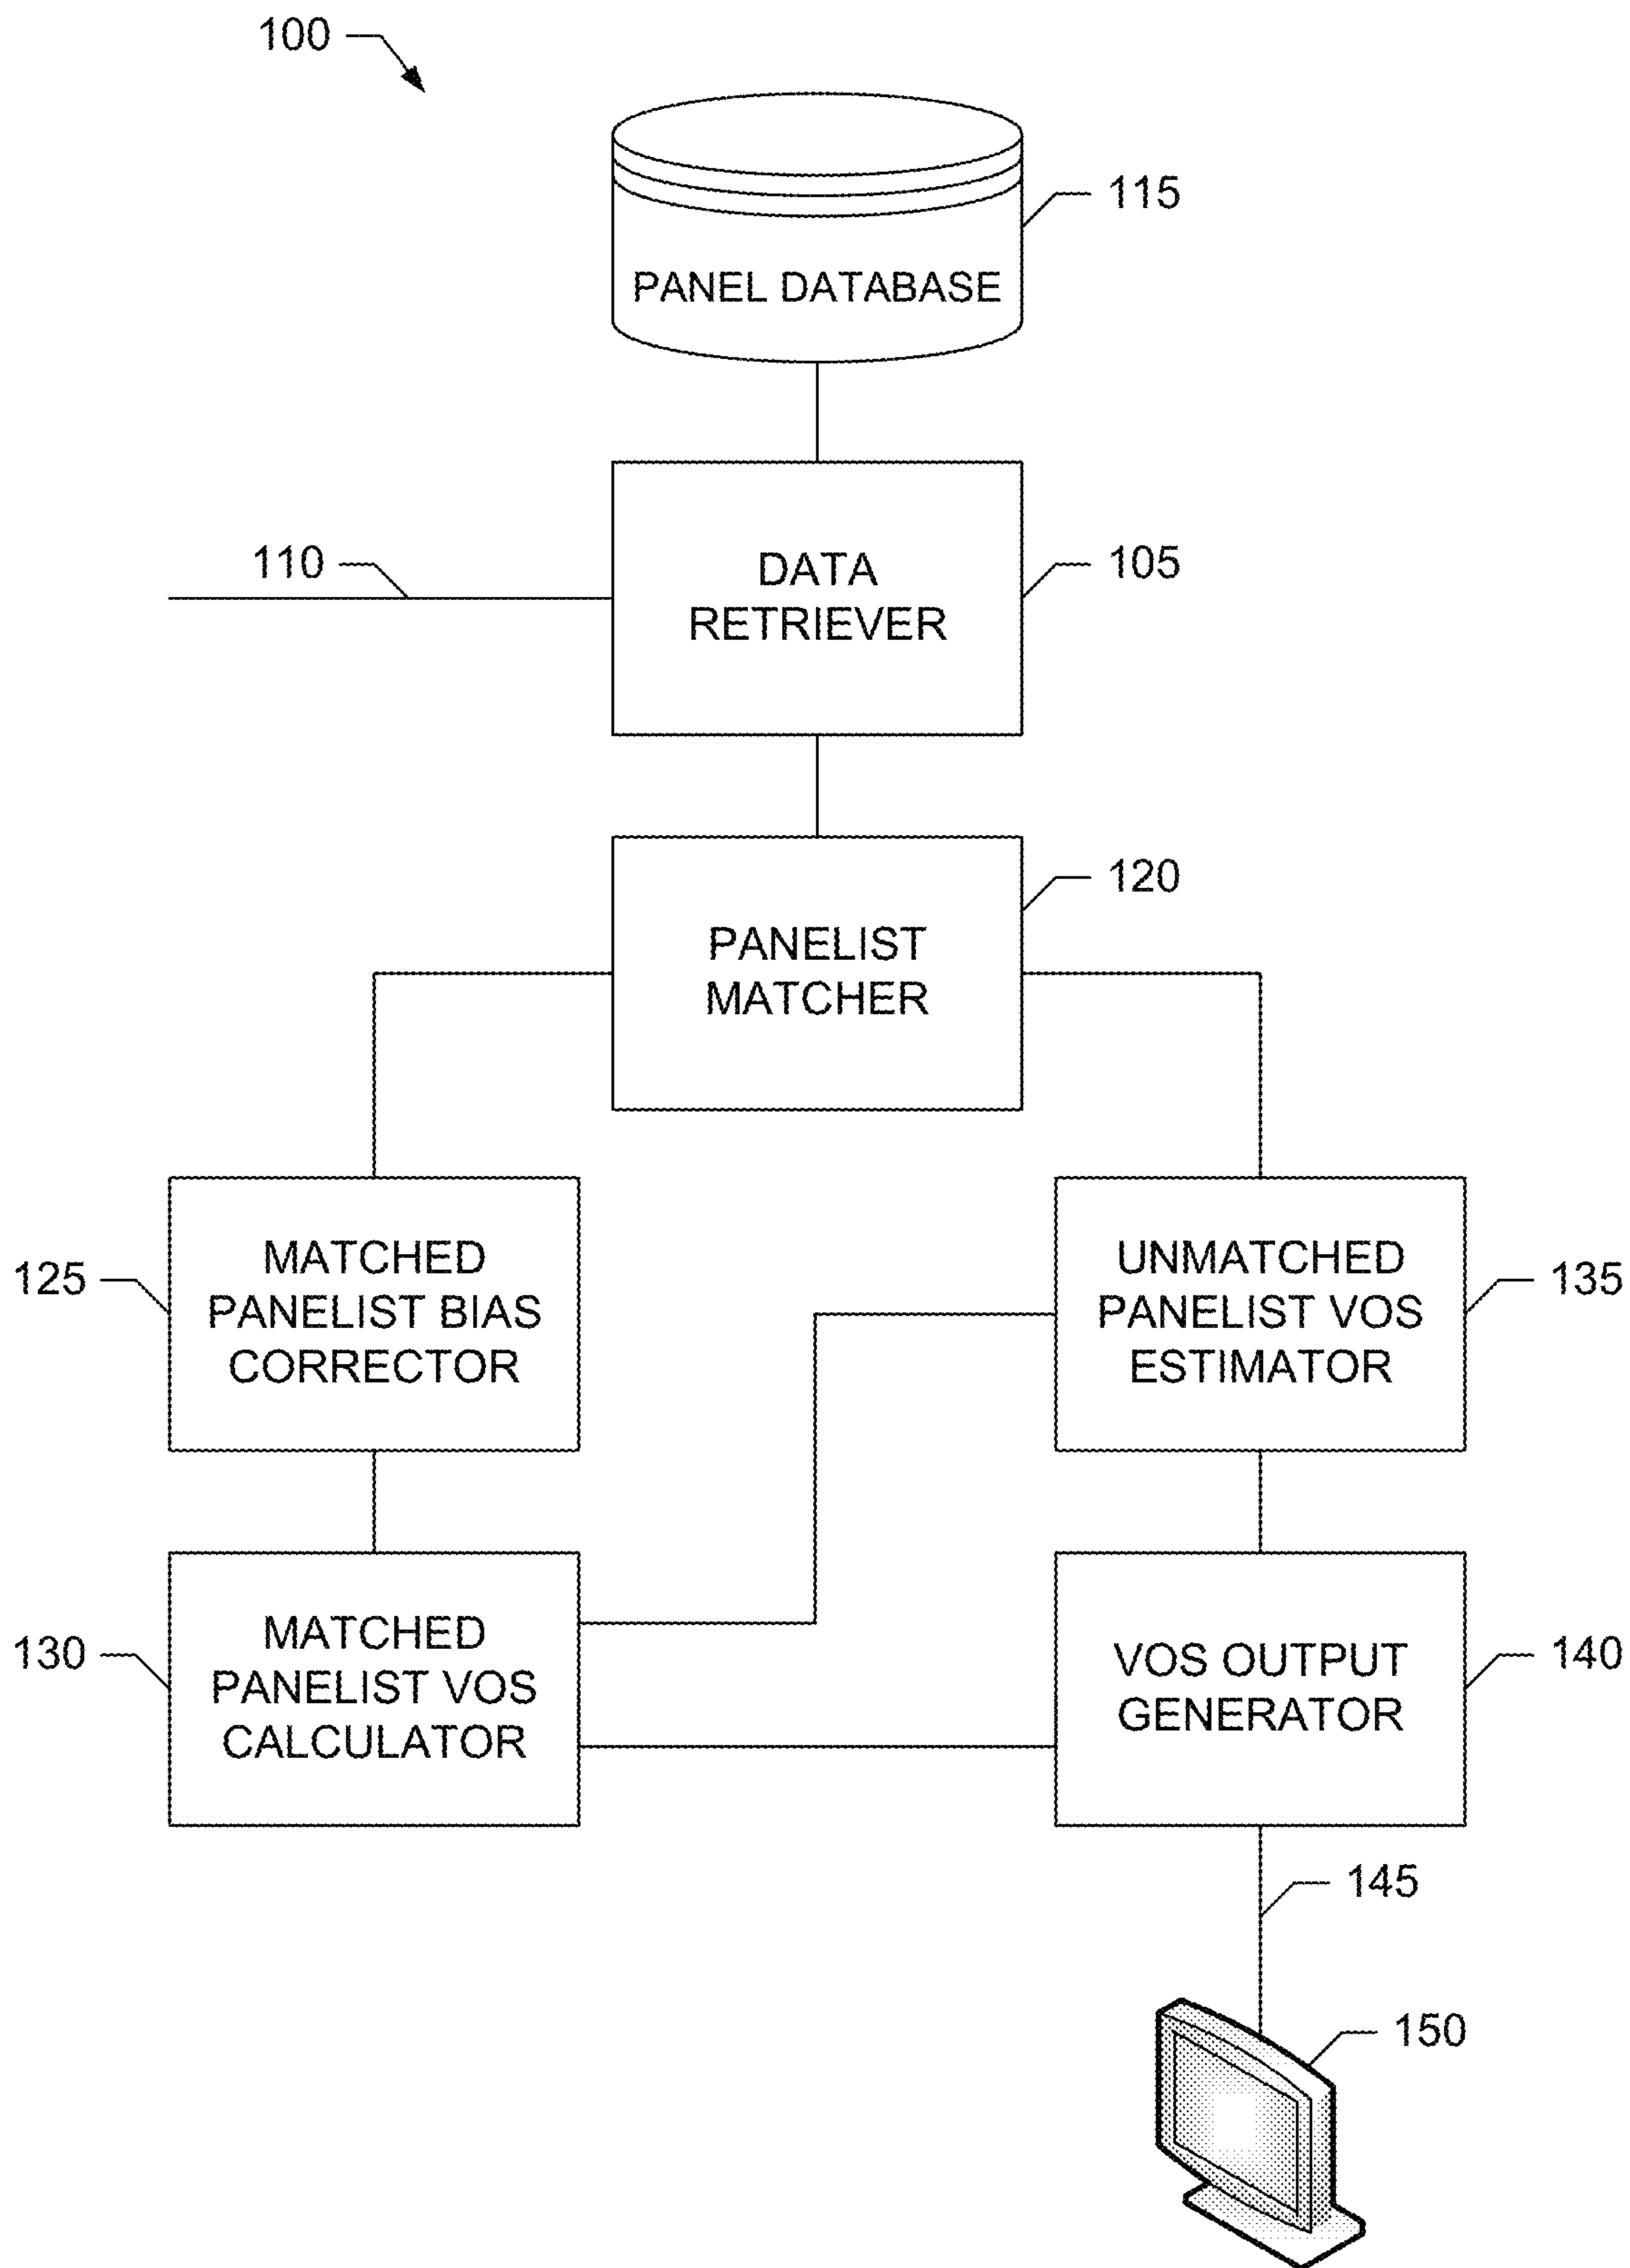 100
115
PANEL DATABASE
110
DATA
RETRIEVER
105
120
PANELIST
MATCHER
125
MATCHED
PANELIST BIAS
CORRECTOR
UNMATCHED
PANELIST VOS
ESTIMATOR
135
130
MATCHED
PANELIST VOS
CALCULATOR
VOS OUTPUT
GENERATOR
140
145
150